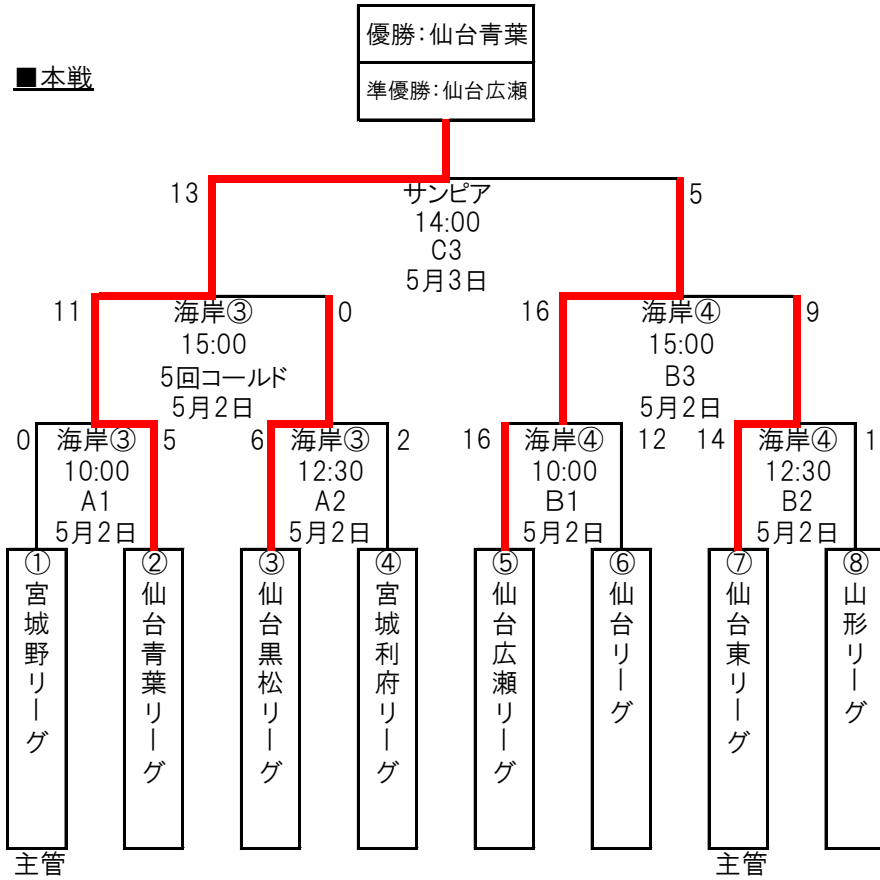 優勝：仙台青葉
■本戦
準優勝：仙台広瀬
13
サンピア
5
14:00
C3
5月3日
11
海岸③
0
16
海岸④
9
15:00
15:00
5回コールド
B3
5月2日
5月2日
0
海岸③
5
6
海岸③
2
16
海岸④
12
14
海岸④
1
10:00
12:30
10:00
12:30
A1
A2
B1
B2
5月2日
5月2日
5月2日
5月2日
①宮城野リーグ
②仙台青葉リーグ
③仙台黒松リーグ
④宮城利府リーグ
⑤仙台広瀬リーグ
⑥仙台リーグ
⑦仙台東リーグ
⑧山形リーグ
主管
主管